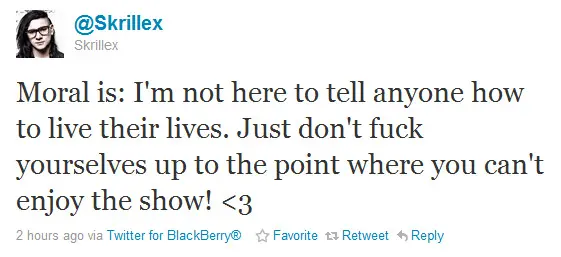 @Skrillex
Skrillex
Moral is: I'm not here to tell anyone how
to live their lives. Just don't fuck
yourselves up to the point where you can't
enjoy the show! <3
2 hours ago via Twitter for BlackBerry® Favorite Retweet Reply